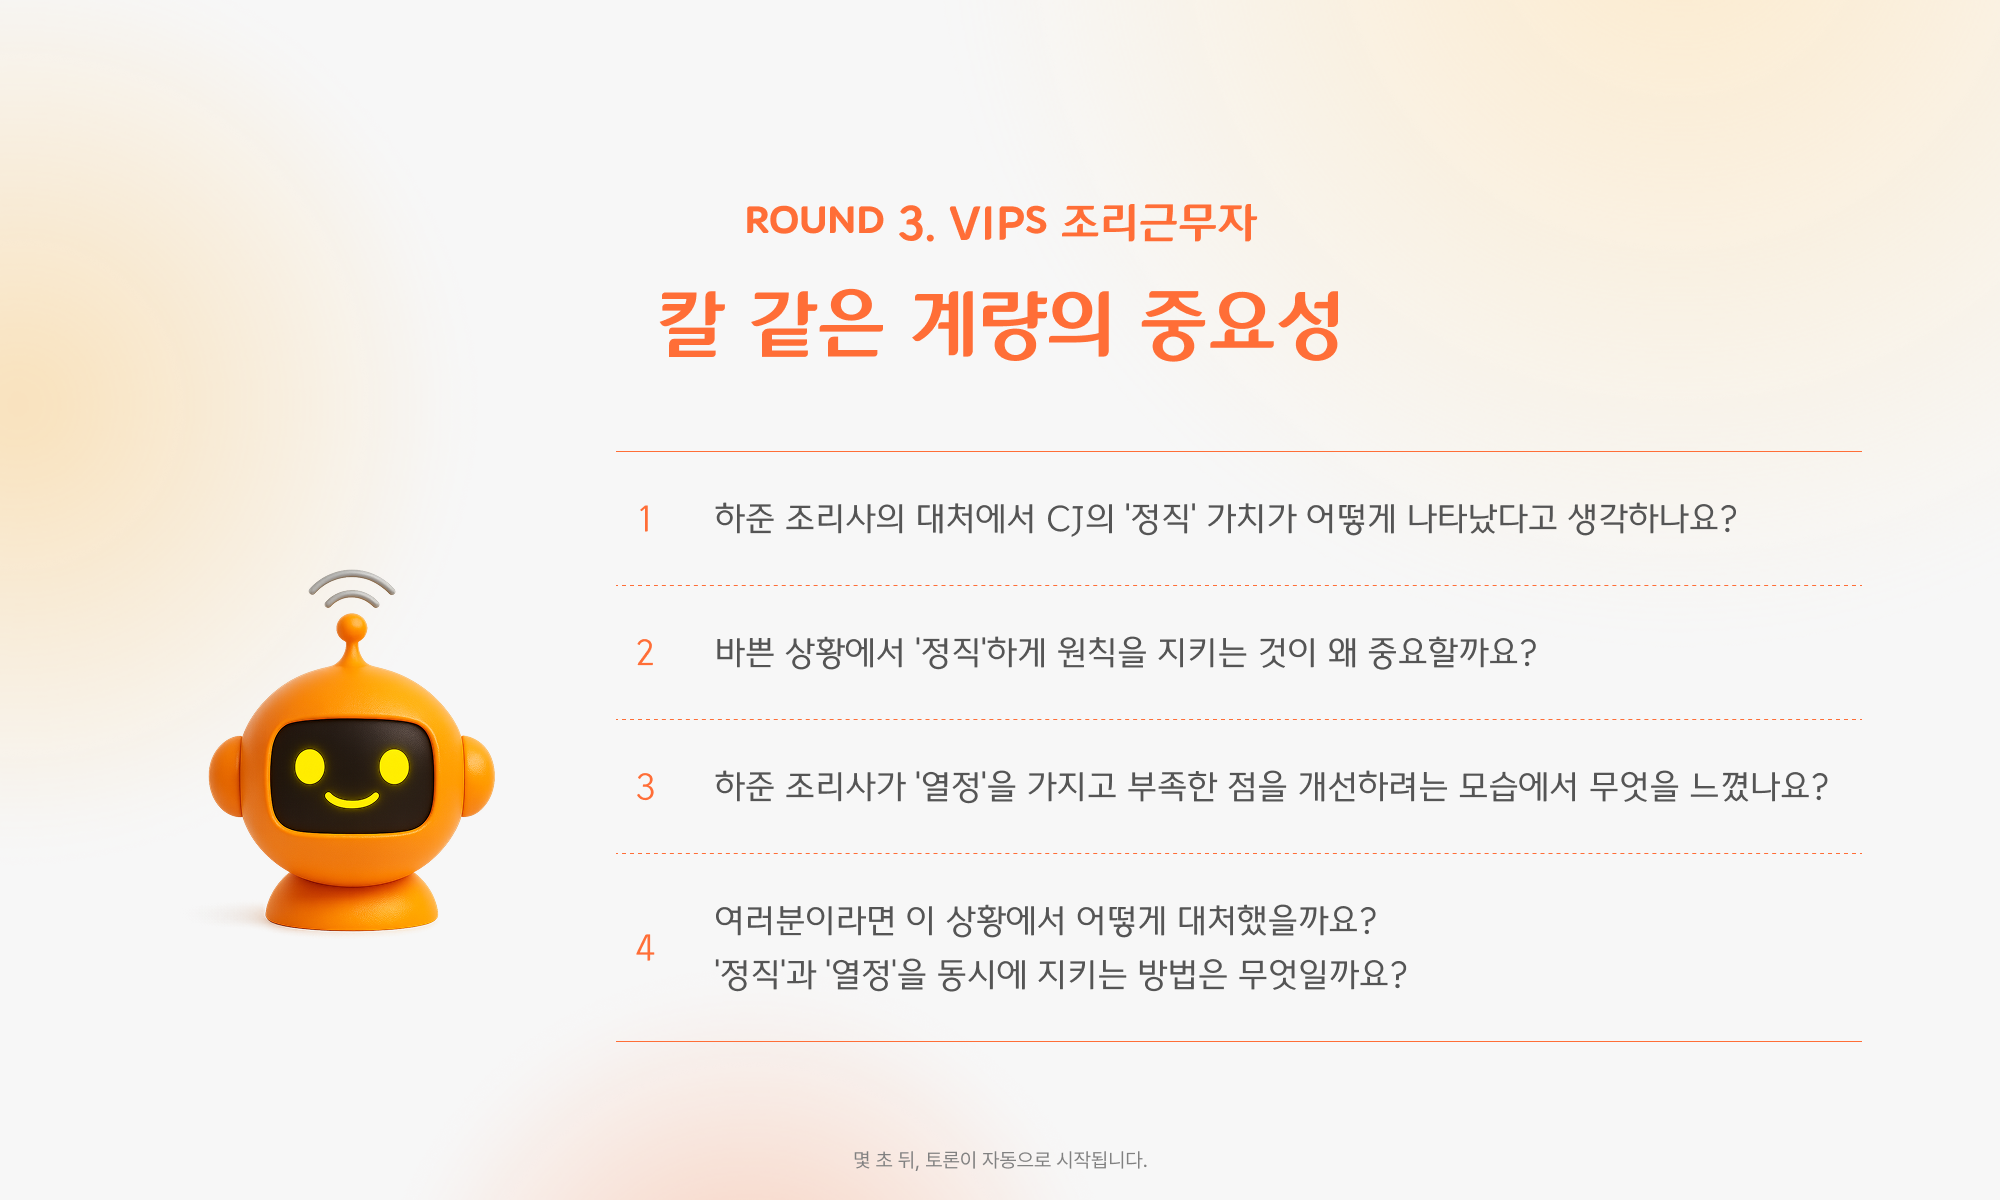 ROUND 3. VIPS 조리근무자
칼 같은 계량의 중요성
1 하준 조리사의 대처에서 CJ의 '정직' 가치가 어떻게 나타났다고 생각하나요?
2 바쁜 상황에서 '정직'하게 원칙을 지키는 것이 왜 중요할까요?
3 하준 조리사가 '열정'을 가지고 부족한 점을 개선하려는 모습에서 무엇을 느꼈나요?
4 여러분이라면 이 상황에서 어떻게 대처했을까요?
'정직'과 '열정'을 동시에 지키는 방법은 무엇일까요?
몇 초 뒤, 토론이 자동으로 시작됩니다.